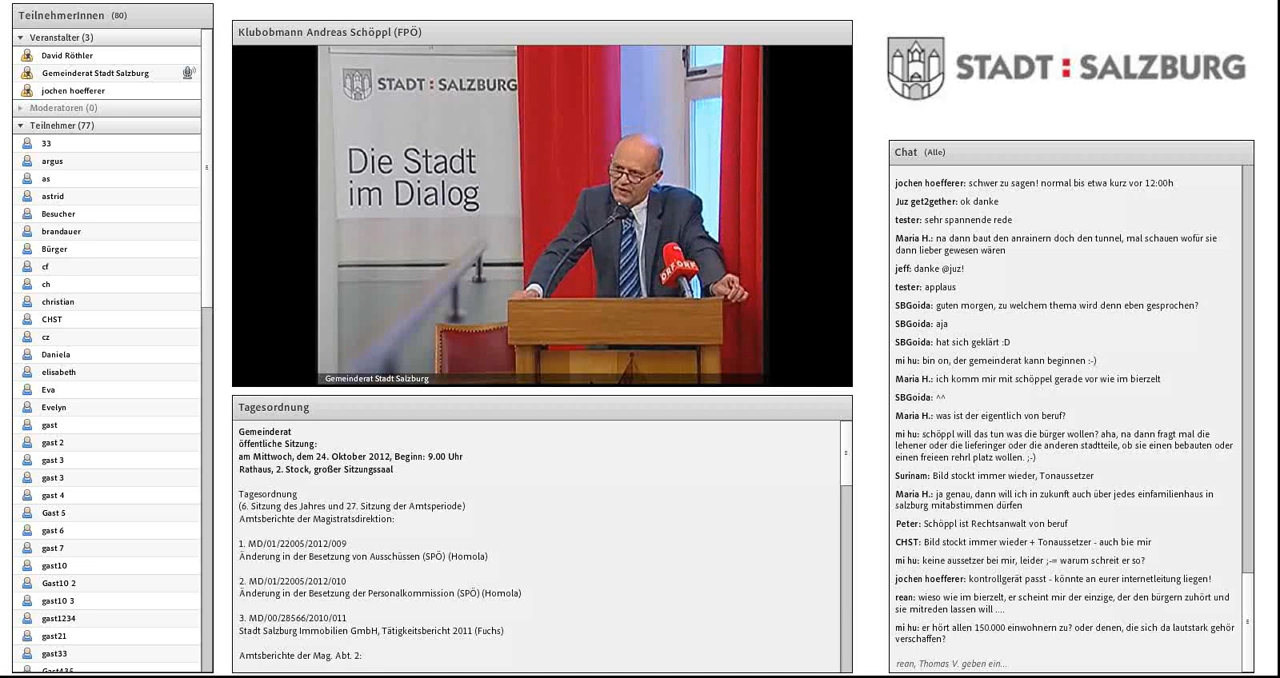 TeilnehmerInnen (80)
Veranstalter (3)
David Röthler
Gemeinderat Stadt Salzburg
jochen hoefferer
Moderatoren (0)
Teilnehmer (77)
33
argus
as
astrid
Besucher
brandauer
Bürger
cf
ch
christian
CHST
cz
Daniela
elisabeth
Eva
Evelyn
gast
gast 2
gast 3
gast 3
gast 4
Gast 5
gast 6
gast 7
gast10
Gast10 2
gast10 3
gast1234
gast21
gast33
Gast435
Klubobmann Andreas Schöppl (FPÖ)
STADT : SALZBURG
Die Stadt
im Dialog
ORF ORF
Gemeinderat Stadt Salzburg
Tagesordnung
Gemeinderat
öffentliche Sitzung:
am Mittwoch, dem 24. Oktober 2012, Beginn: 9.00 Uhr
Rathaus, 2. Stock, großer Sitzungssaal
Tagesordnung
(6. Sitzung des Jahres und 27. Sitzung der Amtsperiode)
Amtsberichte der Magistratsdirektion:
1. MD/01/22005/2012/009
Änderung in der Besetzung von Ausschüssen (SPÖ) (Homola)
2. MD/01/22005/2012/010
Änderung in der Besetzung der Personalkommission (SPÖ) (Homola)
3. MD/00/28566/2010/011
Stadt Salzburg Immobilien GmbH, Tätigkeitsbericht 2011 (Fuchs)
Amtsberichte der Mag. Abt. 2:
STADT : SALZBURG
Chat (Alle)
jochen hoefferer: schwer zu sagen! normal bis etwa kurz vor 12:00h
Juz get2gether: ok danke
tester: sehr spannende rede
Maria H.: na dann baut den anrainern doch den tunnel, mal schauen wofür sie
dann lieber gewesen wären
jeff: danke @juz!
tester: applaus
SBGoida: guten morgen, zu welchem thema wird denn eben gesprochen?
SBGoida: aja
SBGoida: hat sich geklärt :D
mi hu: bin on, der gemeinderat kann beginnen :-)
Maria H.: ich komm mir mit schöppel gerade vor wie im bierzelt
SBGoida: ^^
Maria H.: was ist der eigentlich von beruf?
mi hu: schöppl will das tun was die bürger wollen? aha, na dann fragt mal die
lehener oder die lieferinger oder die anderen stadtteile, ob sie einen bebauten oder
einen freieen rehrl platz wollen. ;-)
Surinam: Bild stockt immer wieder, Tonaussetzer
Maria H.: ja genau, dann will ich in zukunft auch über jedes einfamilienhaus in
salzburg mitabstimmen dürfen
Peter: Schöppl ist Rechtsanwalt von beruf
CHST: Bild stockt immer wieder + Tonaussetzer - auch bie mir
mi hu: keine aussetzer bei mir, leider ;-= warum schreit er so?
jochen hoefferer: kontrollgerät passt - könnte an eurer internetleitung liegen!
rean: wieso wie im bierzelt, er scheint mir der einzige, der den bürgern zuhört und
sie mitreden lassen will ....
mi hu: er hört allen 150.000 einwohnern zu? oder denen, die sich da lautstark gehör
verschaffen?
rean, Thomas V. geben ein...